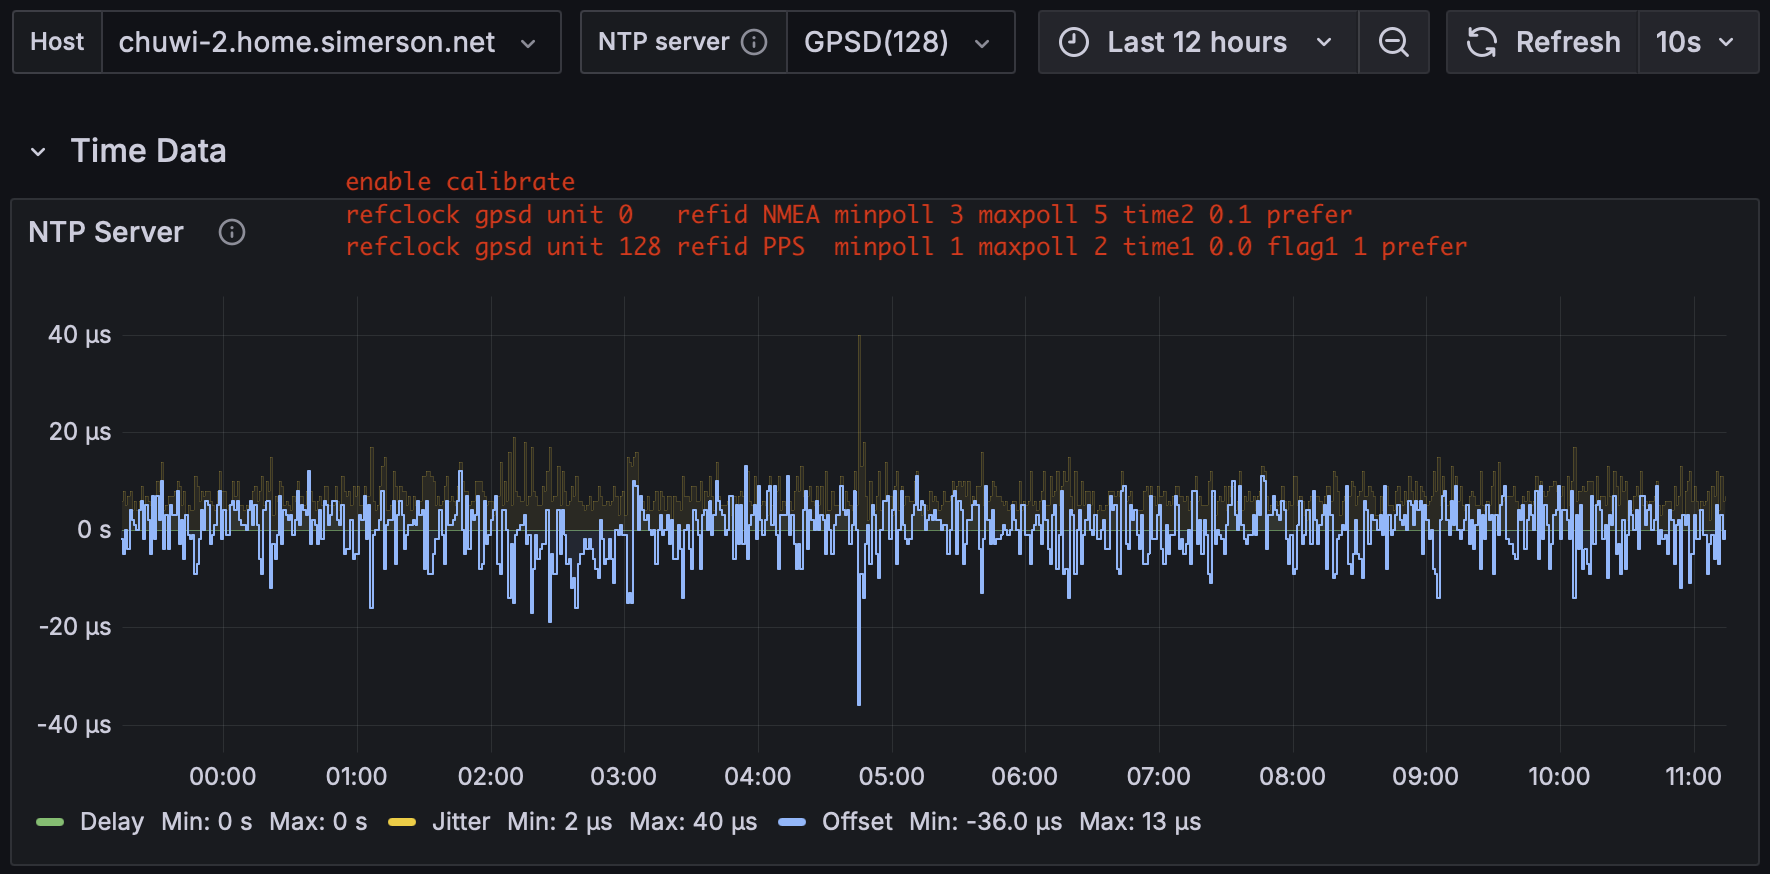 Host chuwi-2.home.simerson.net NTP server GPSD(128) Last 12 hours Refresh 10s
Time Data
enable calibrate
refclock gpsd unit 0   refid NMEA minpoll 3 maxpoll 5 time2 0.1 prefer
refclock gpsd unit 128 refid PPS  minpoll 1 maxpoll 2 time1 0.0 flag1 1 prefer
NTP Server
40 µs
20 µs
0 s
-20 µs
-40 µs
00:00 01:00 02:00 03:00 04:00 05:00 06:00 07:00 08:00 09:00 10:00 11:00
Delay Min: 0 s Max: 0 s Jitter Min: 2 µs Max: 40 µs Offset Min: -36.0 µs Max: 13 µs